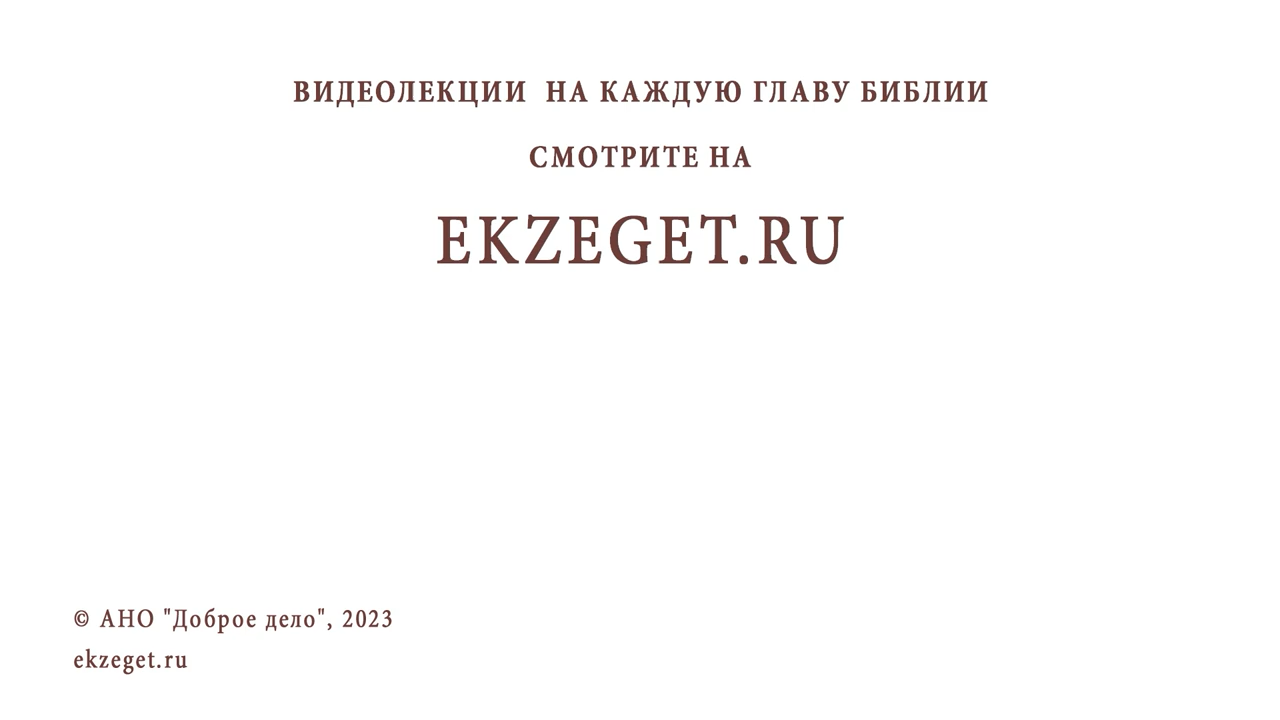 ВИДЕОЛЕКЦИИ НА КАЖДУЮ ГЛАВУ БИБЛИИ
СМОТРИТЕ НА
EKZEGET.RU
© АНО "Доброе дело", 2023
ekzeget.ru